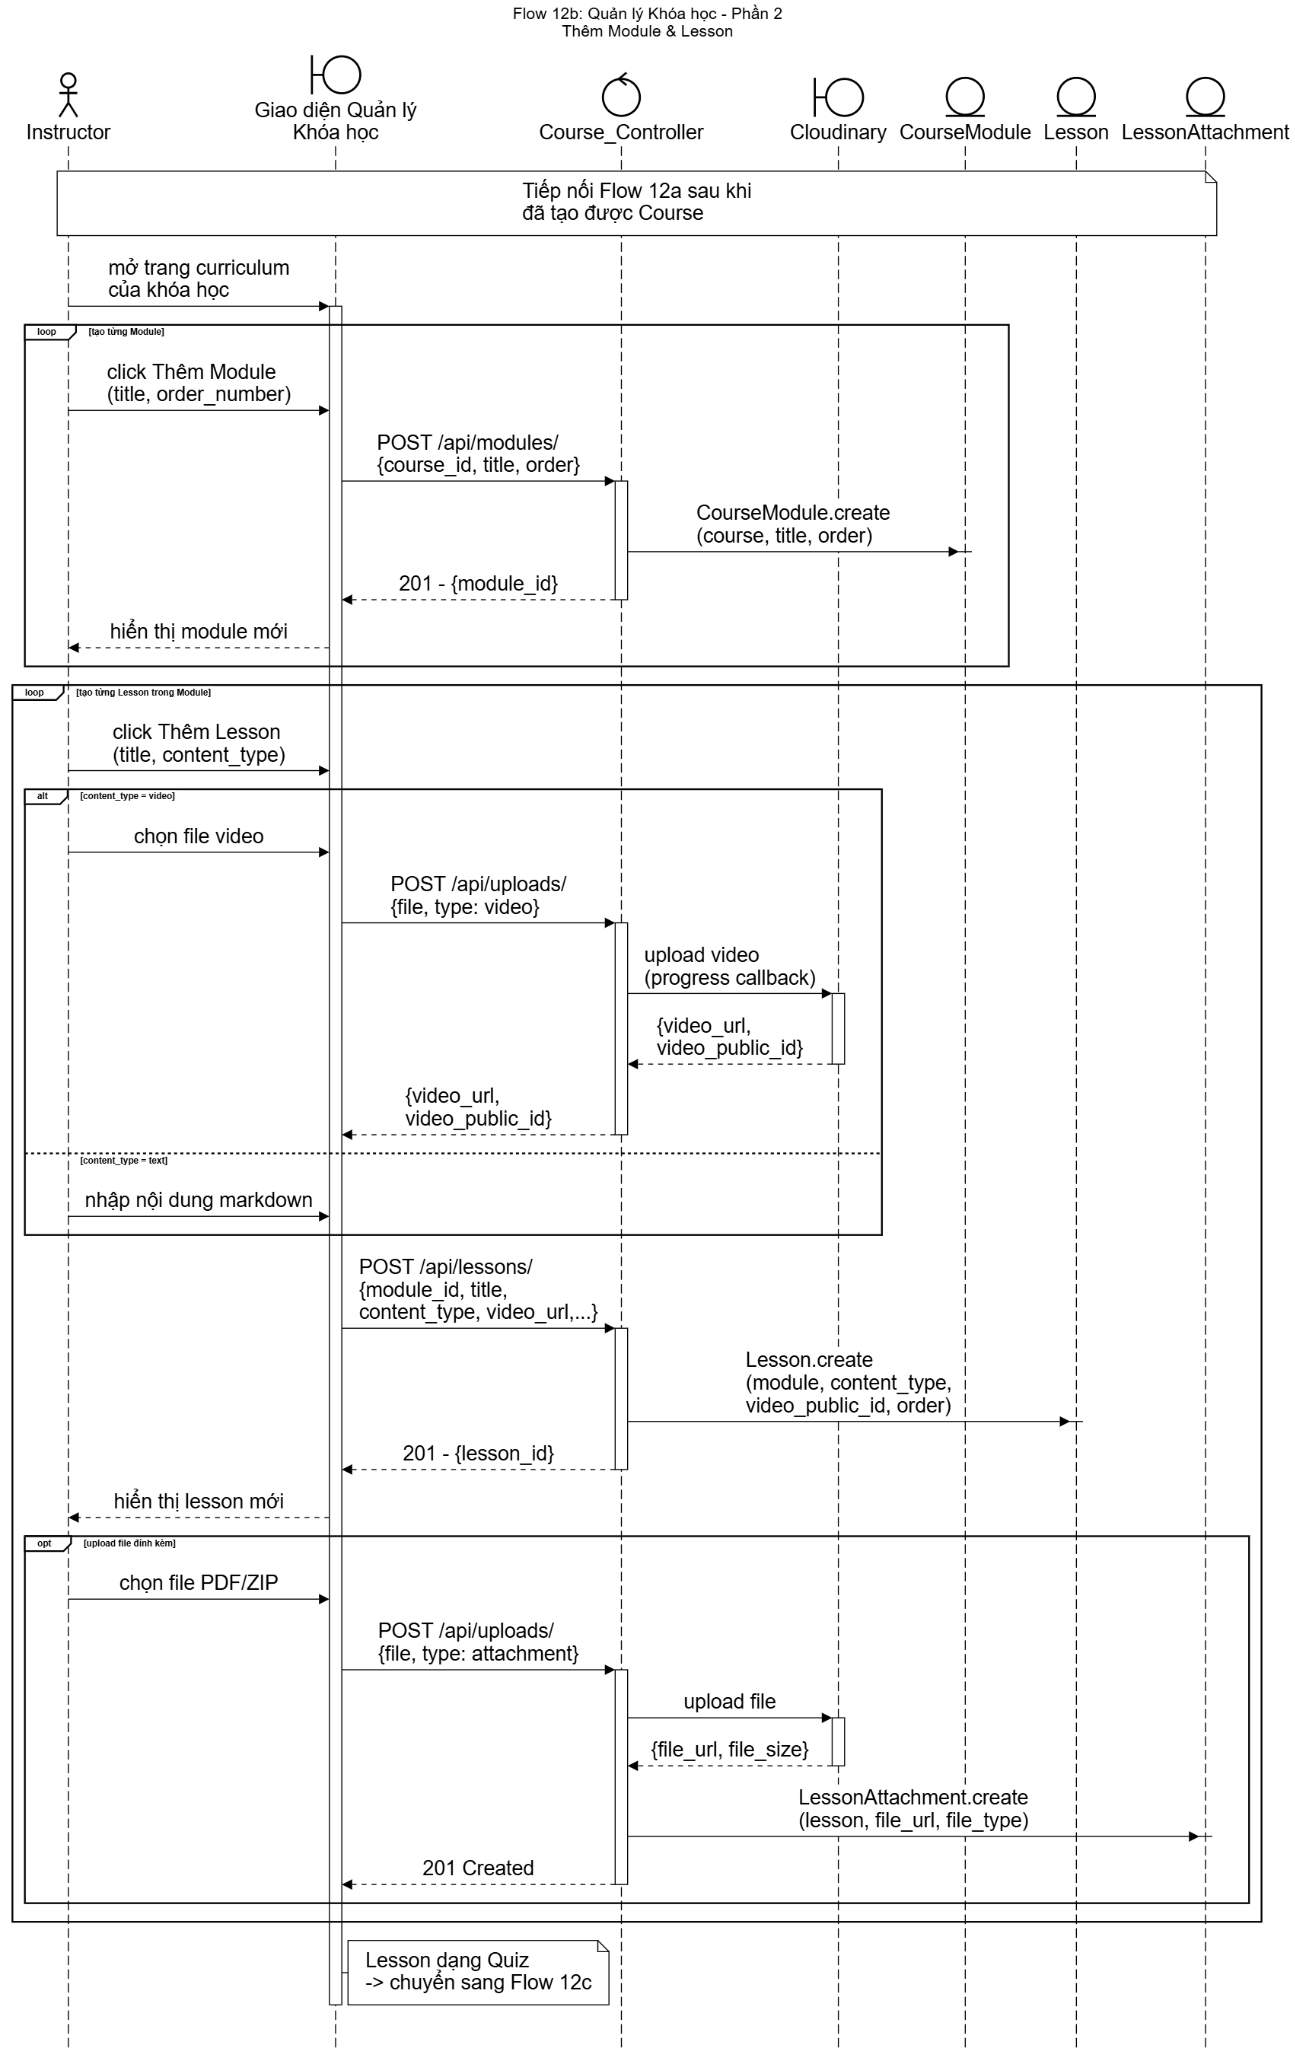 Flow 12b: Quản lý Khóa học - Phần 2
Thêm Module & Lesson
Instructor
Giao diện Quản lý
Khóa học
Course_Controller
Cloudinary
CourseModule
Lesson
LessonAttachment
Tiếp nối Flow 12a sau khi
đã tạo được Course
mở trang curriculum
của khóa học
loop
[tạo từng Module]
click Thêm Module
(title, order_number)
POST /api/modules/
{course_id, title, order}
CourseModule.create
(course, title, order)
201 - {module_id}
hiển thị module mới
loop
[tạo từng Lesson trong Module]
click Thêm Lesson
(title, content_type)
alt
[content_type = video]
chọn file video
POST /api/uploads/
{file, type: video}
upload video
(progress callback)
{video_url,
video_public_id}
{video_url,
video_public_id}
[content_type = text]
nhập nội dung markdown
POST /api/lessons/
{module_id, title,
content_type, video_url,...}
Lesson.create
(module, content_type,
video_public_id, order)
201 - {lesson_id}
hiển thị lesson mới
opt
[upload file đính kèm]
chọn file PDF/ZIP
POST /api/uploads/
{file, type: attachment}
upload file
{file_url, file_size}
LessonAttachment.create
(lesson, file_url, file_type)
201 Created
Lesson dạng Quiz
-> chuyển sang Flow 12c